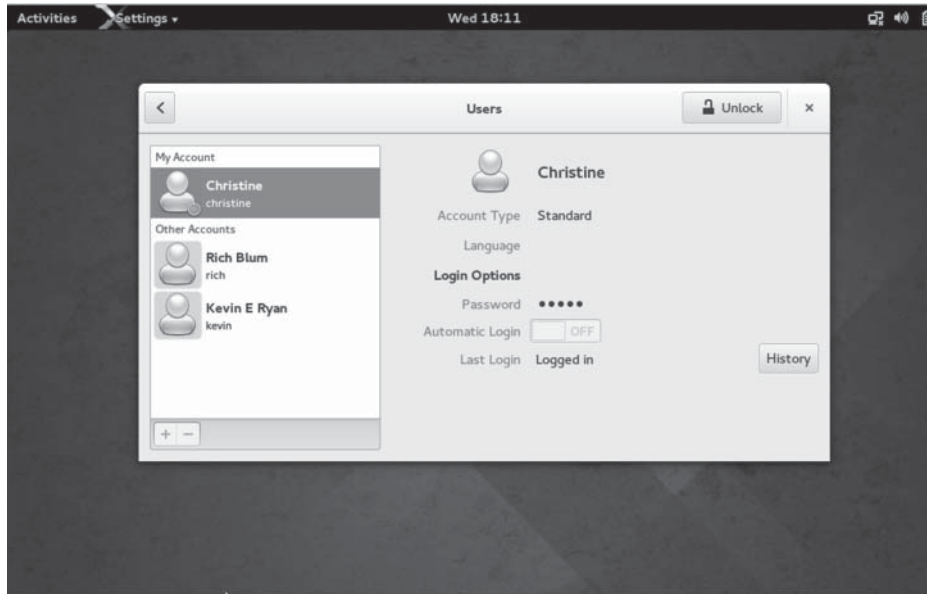 Activities Settings Wed 18:11
Users Unlock
My Account
Christine
christine
Other Accounts
Rich Blum
rich
Kevin E Ryan
kevin
Christine
Account Type Standard
Language
Login Options
Password •••••
Automatic Login OFF
Last Login Logged in History